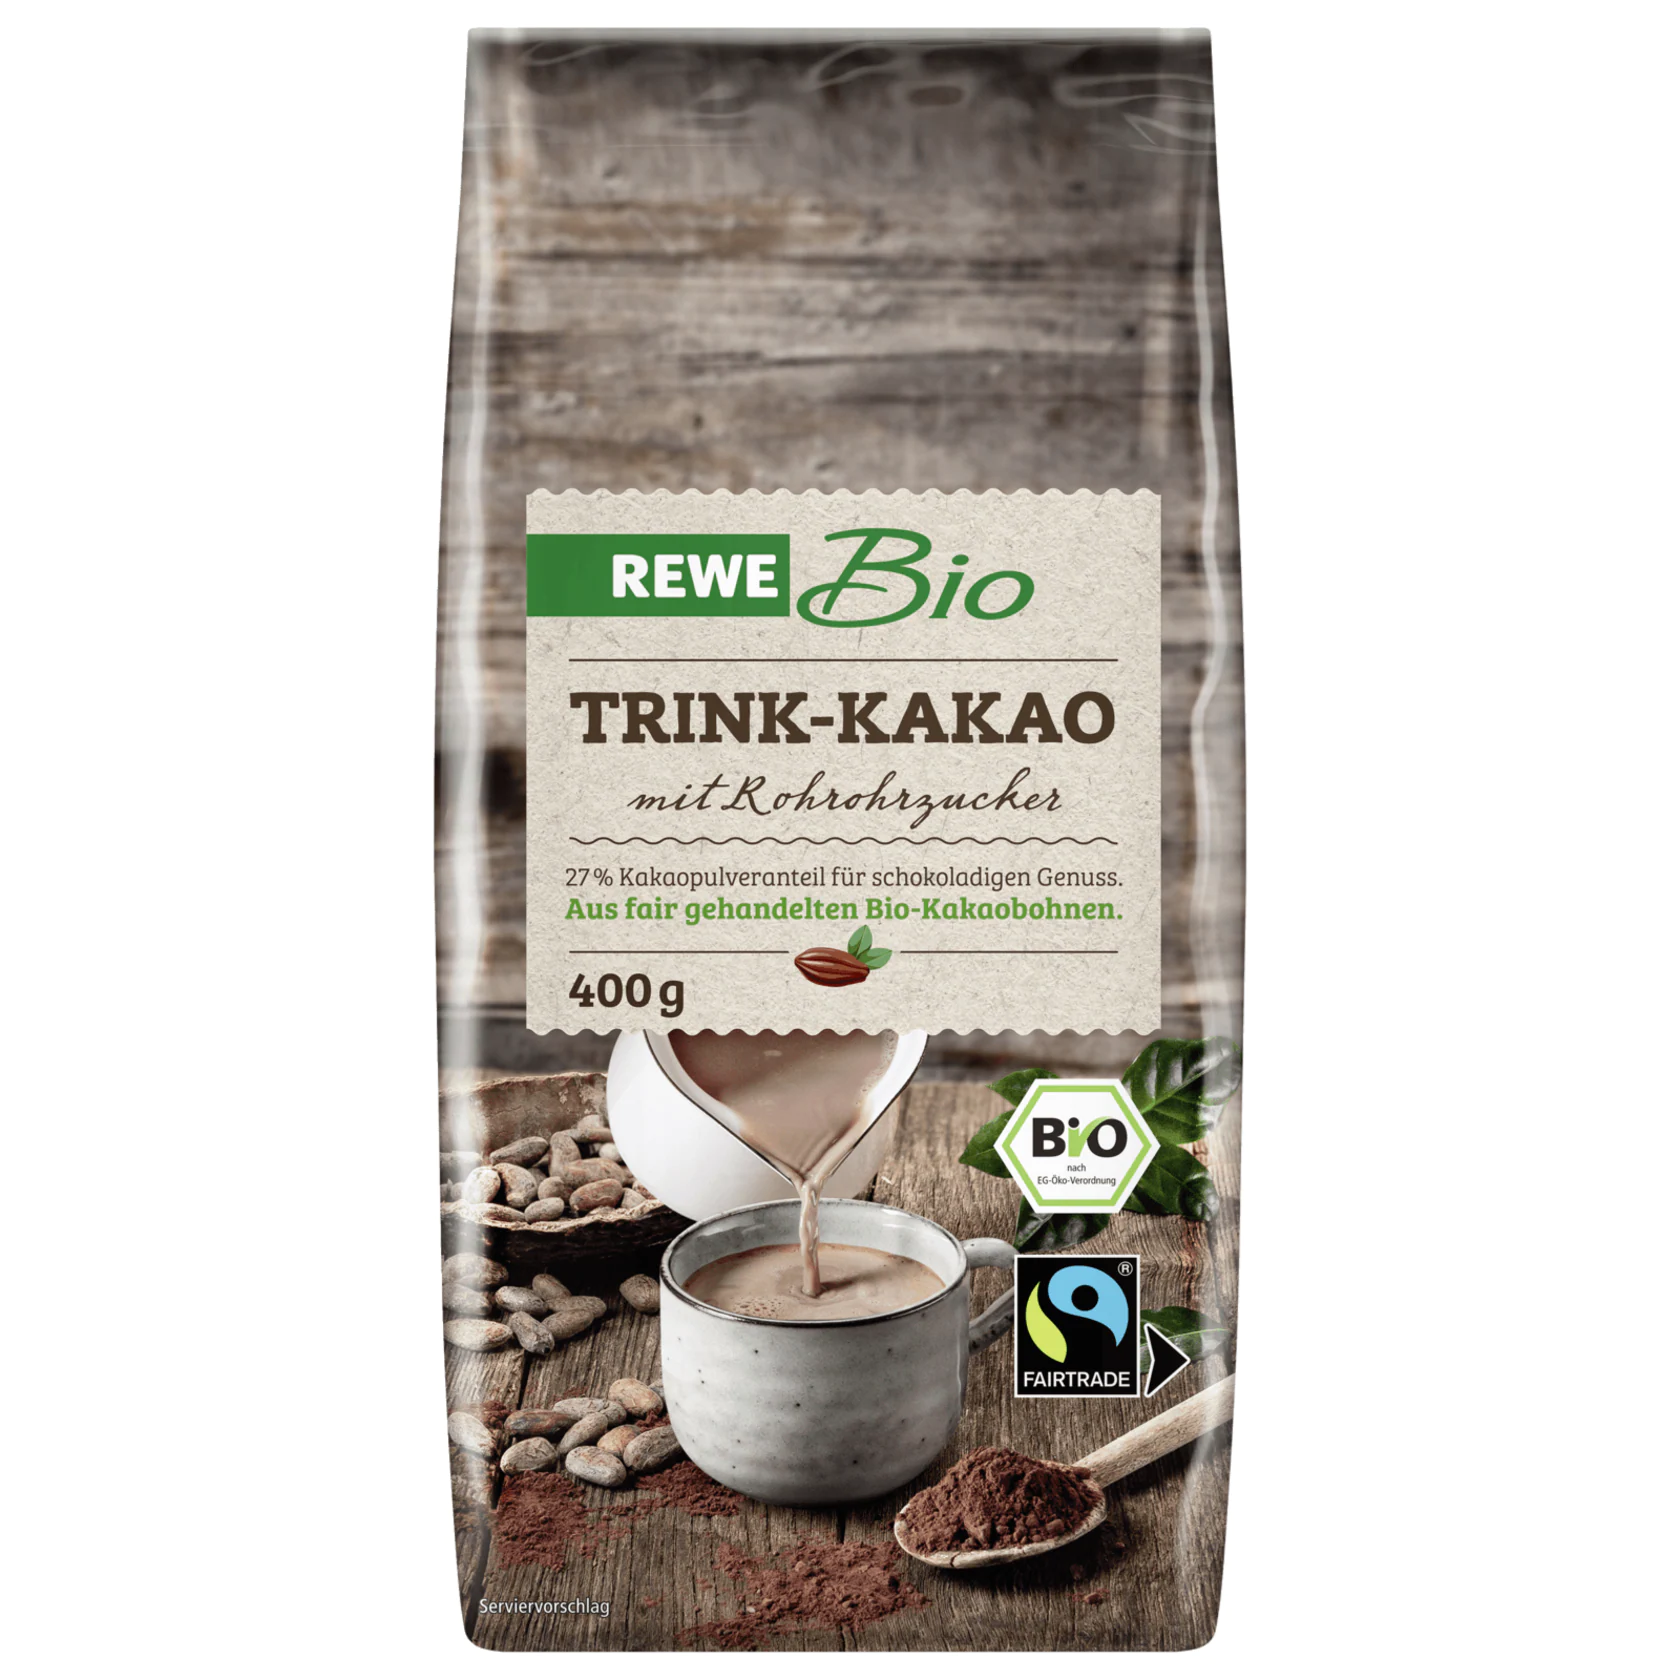 REWE Bio
TRINK-KAKAO
mit Rohrohrzucker
27% Kakaopulveranteil für schokoladigen Genuss.
Aus fair gehandelten Bio-Kakaobohnen.
400 g
BiO
nach
EG-Öko-Verordnung
®
FAIRTRADE
Serviervorschlag